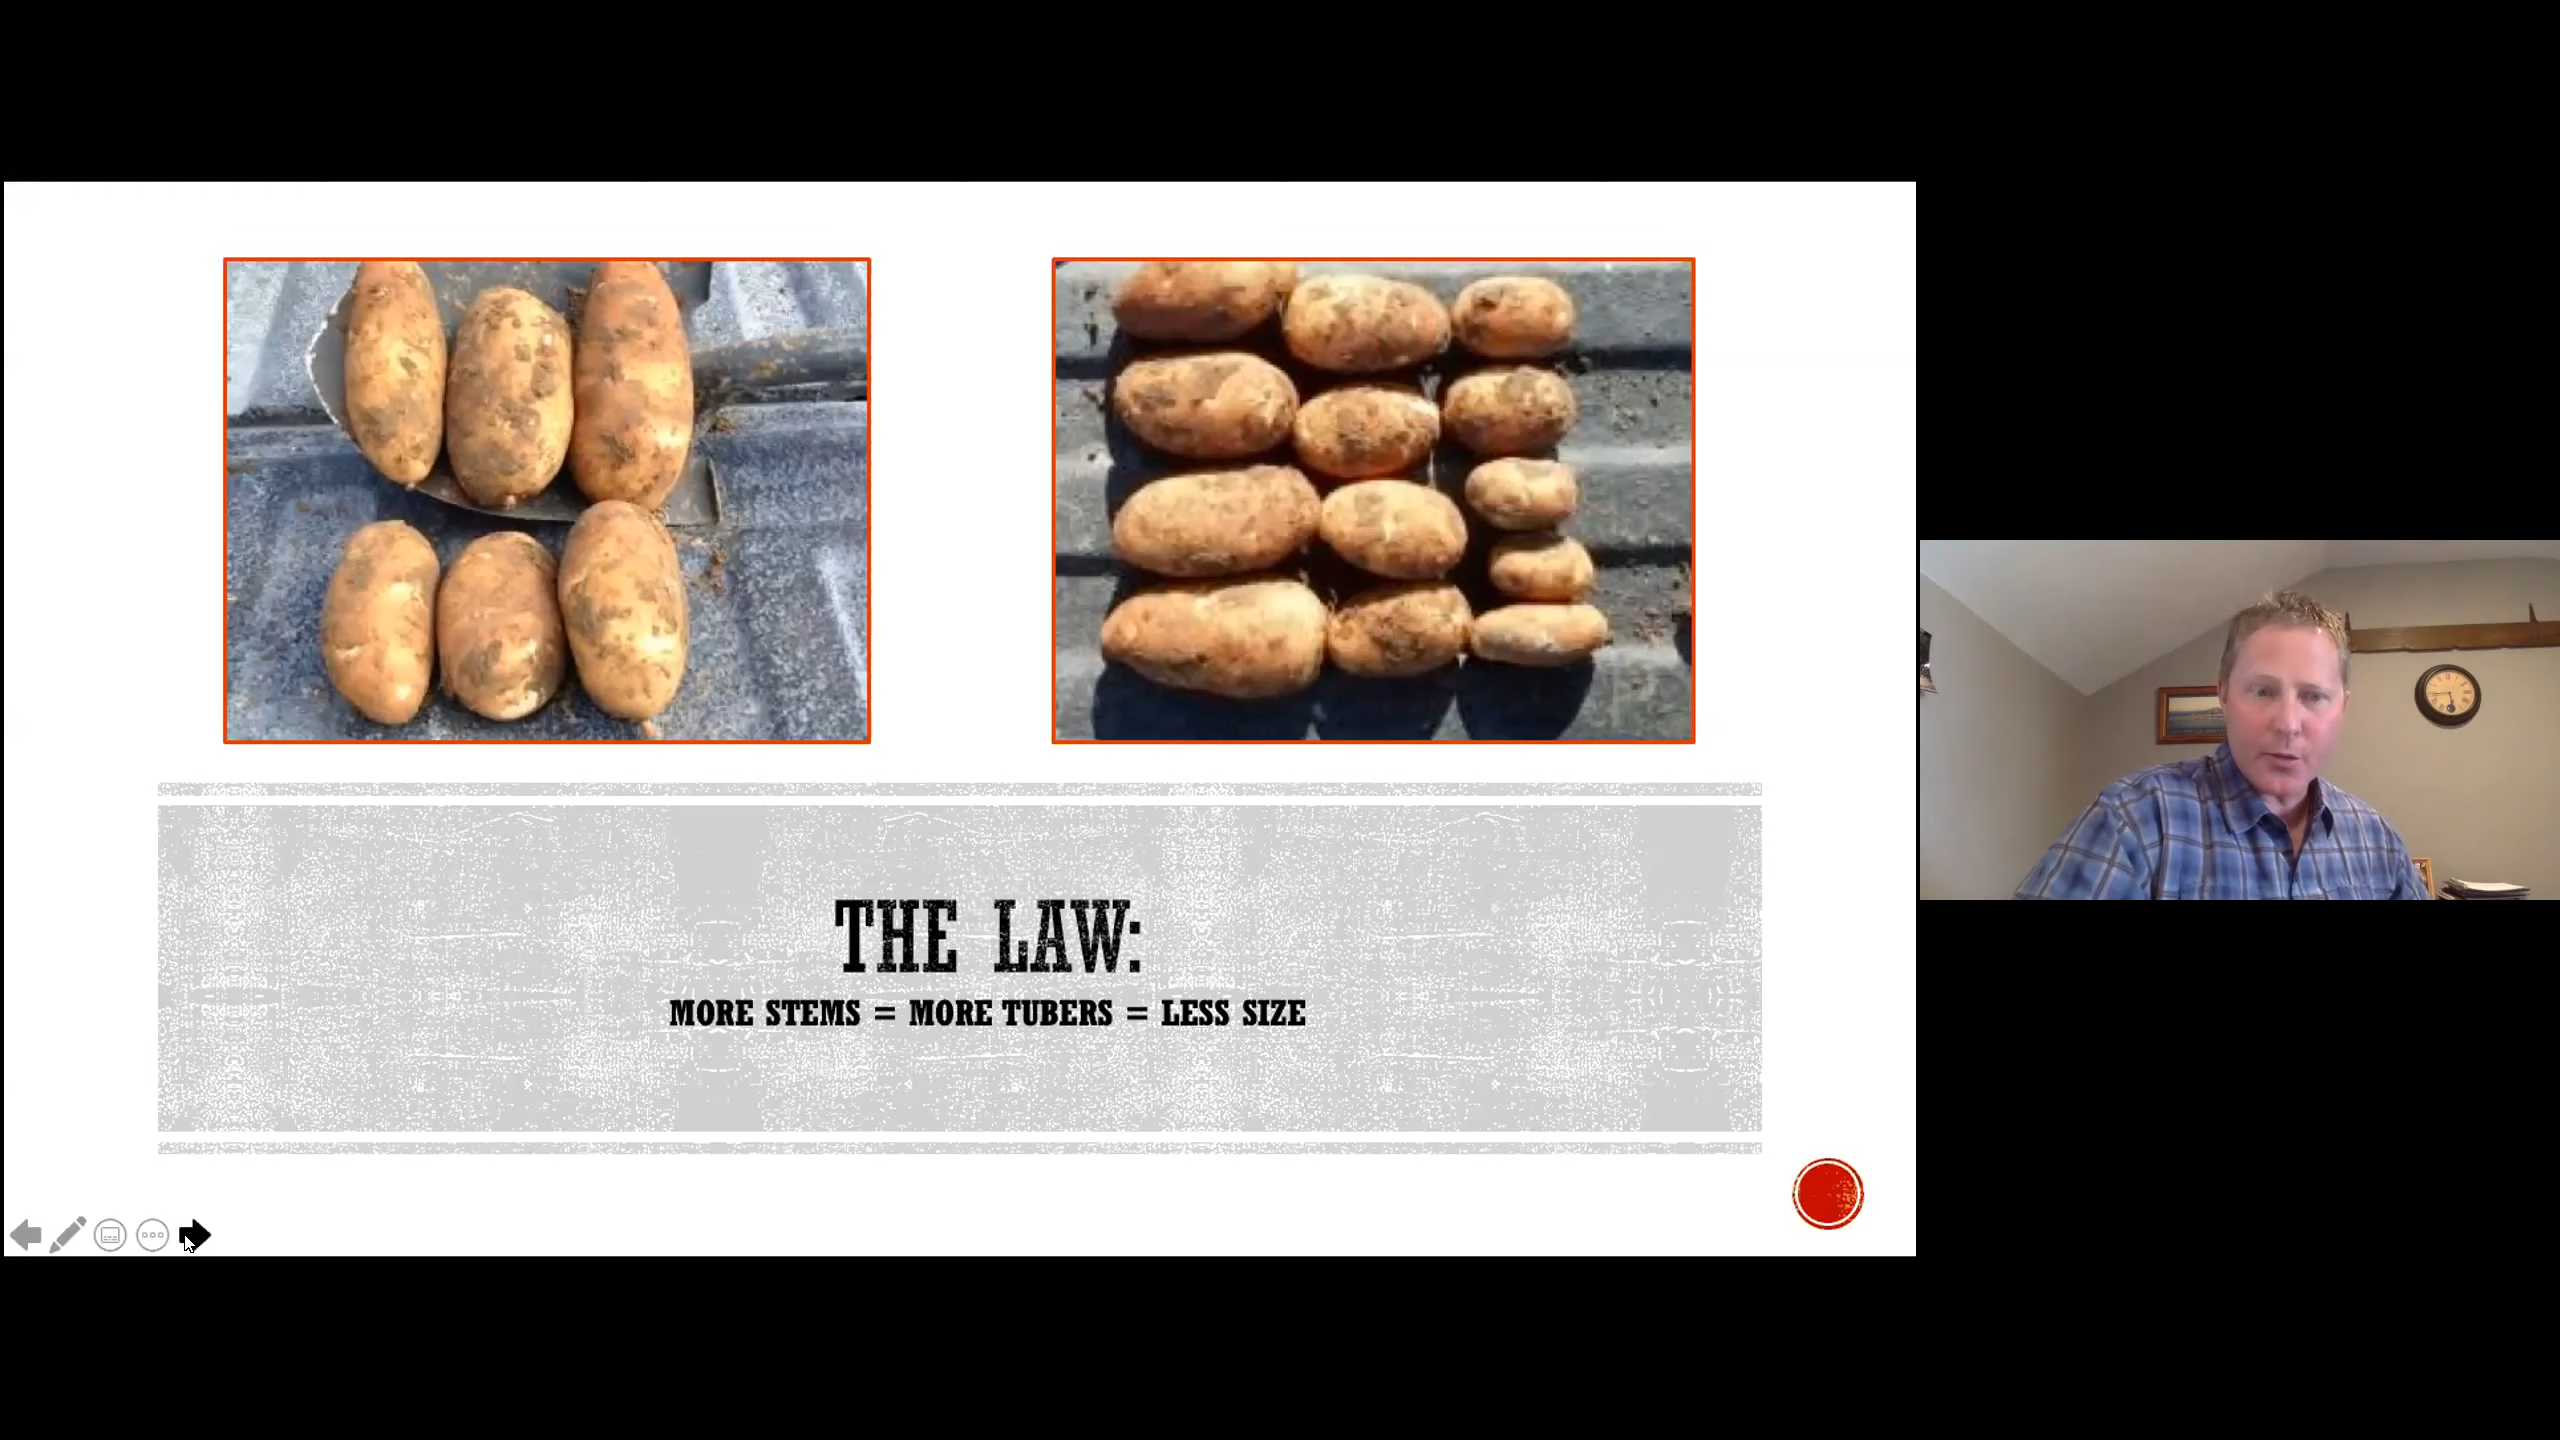 THE LAW:
MORE STEMS = MORE TUBERS = LESS SIZE